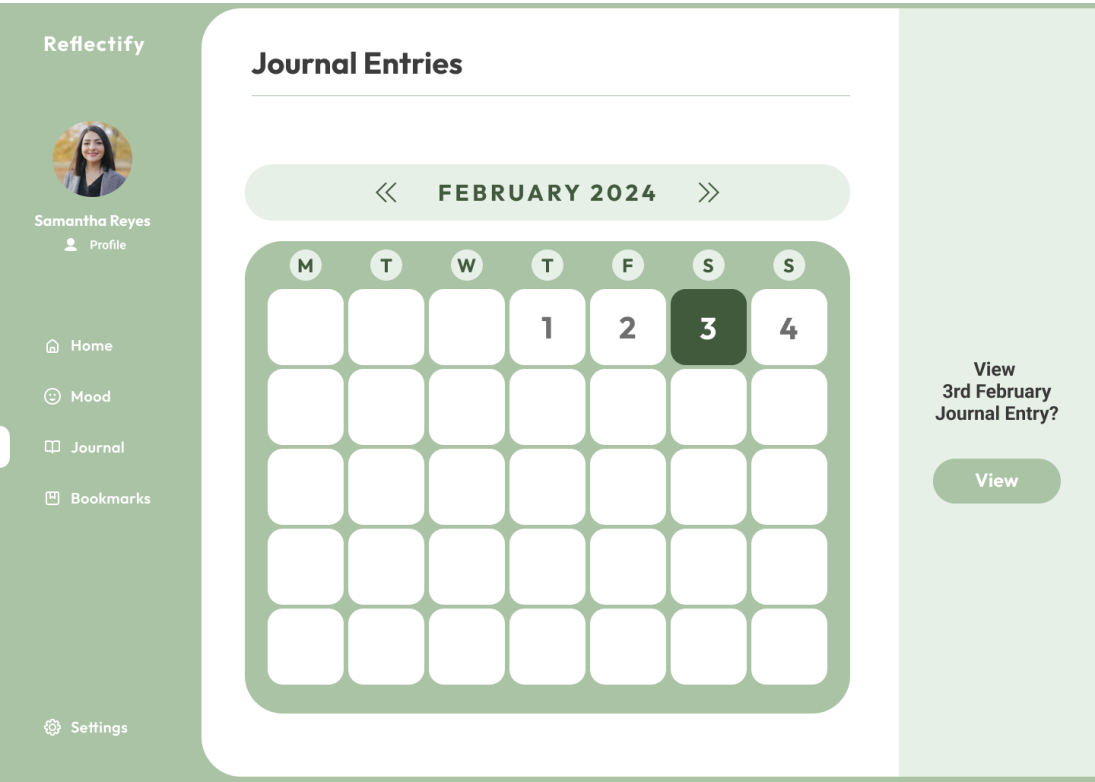 Reflectify
Samantha Reyes
Profile
Home
Mood
Journal
Bookmarks
Settings
Journal Entries
FEBRUARY 2024
M T W T F S S
1 2 3 4
View
3rd February
Journal Entry?
View